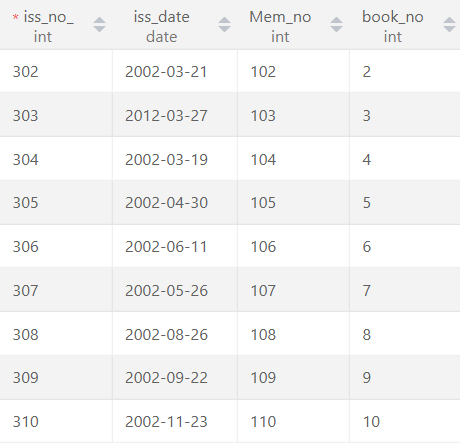 * iss_no_ iss_date Mem_no book_no
int date int int
302 2002-03-21 102 2
303 2012-03-27 103 3
304 2002-03-19 104 4
305 2002-04-30 105 5
306 2002-06-11 106 6
307 2002-05-26 107 7
308 2002-08-26 108 8
309 2002-09-22 109 9
310 2002-11-23 110 10